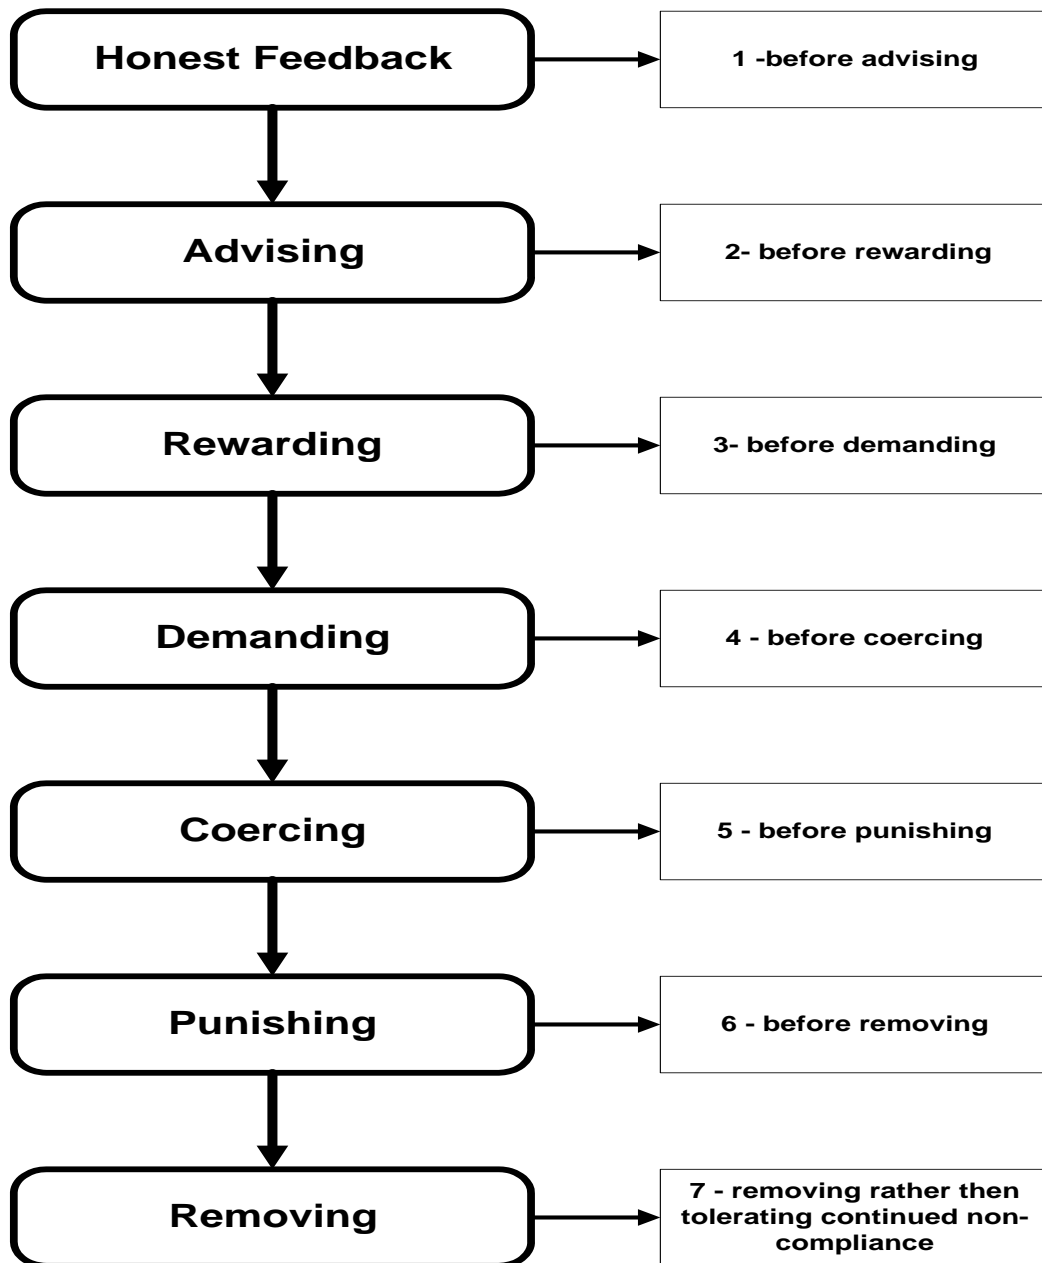 Honest Feedback
1 -before advising
Advising
2- before rewarding
Rewarding
3- before demanding
Demanding
4 - before coercing
Coercing
5 - before punishing
Punishing
6 - before removing
Removing
7 - removing rather then
tolerating continued non-
compliance